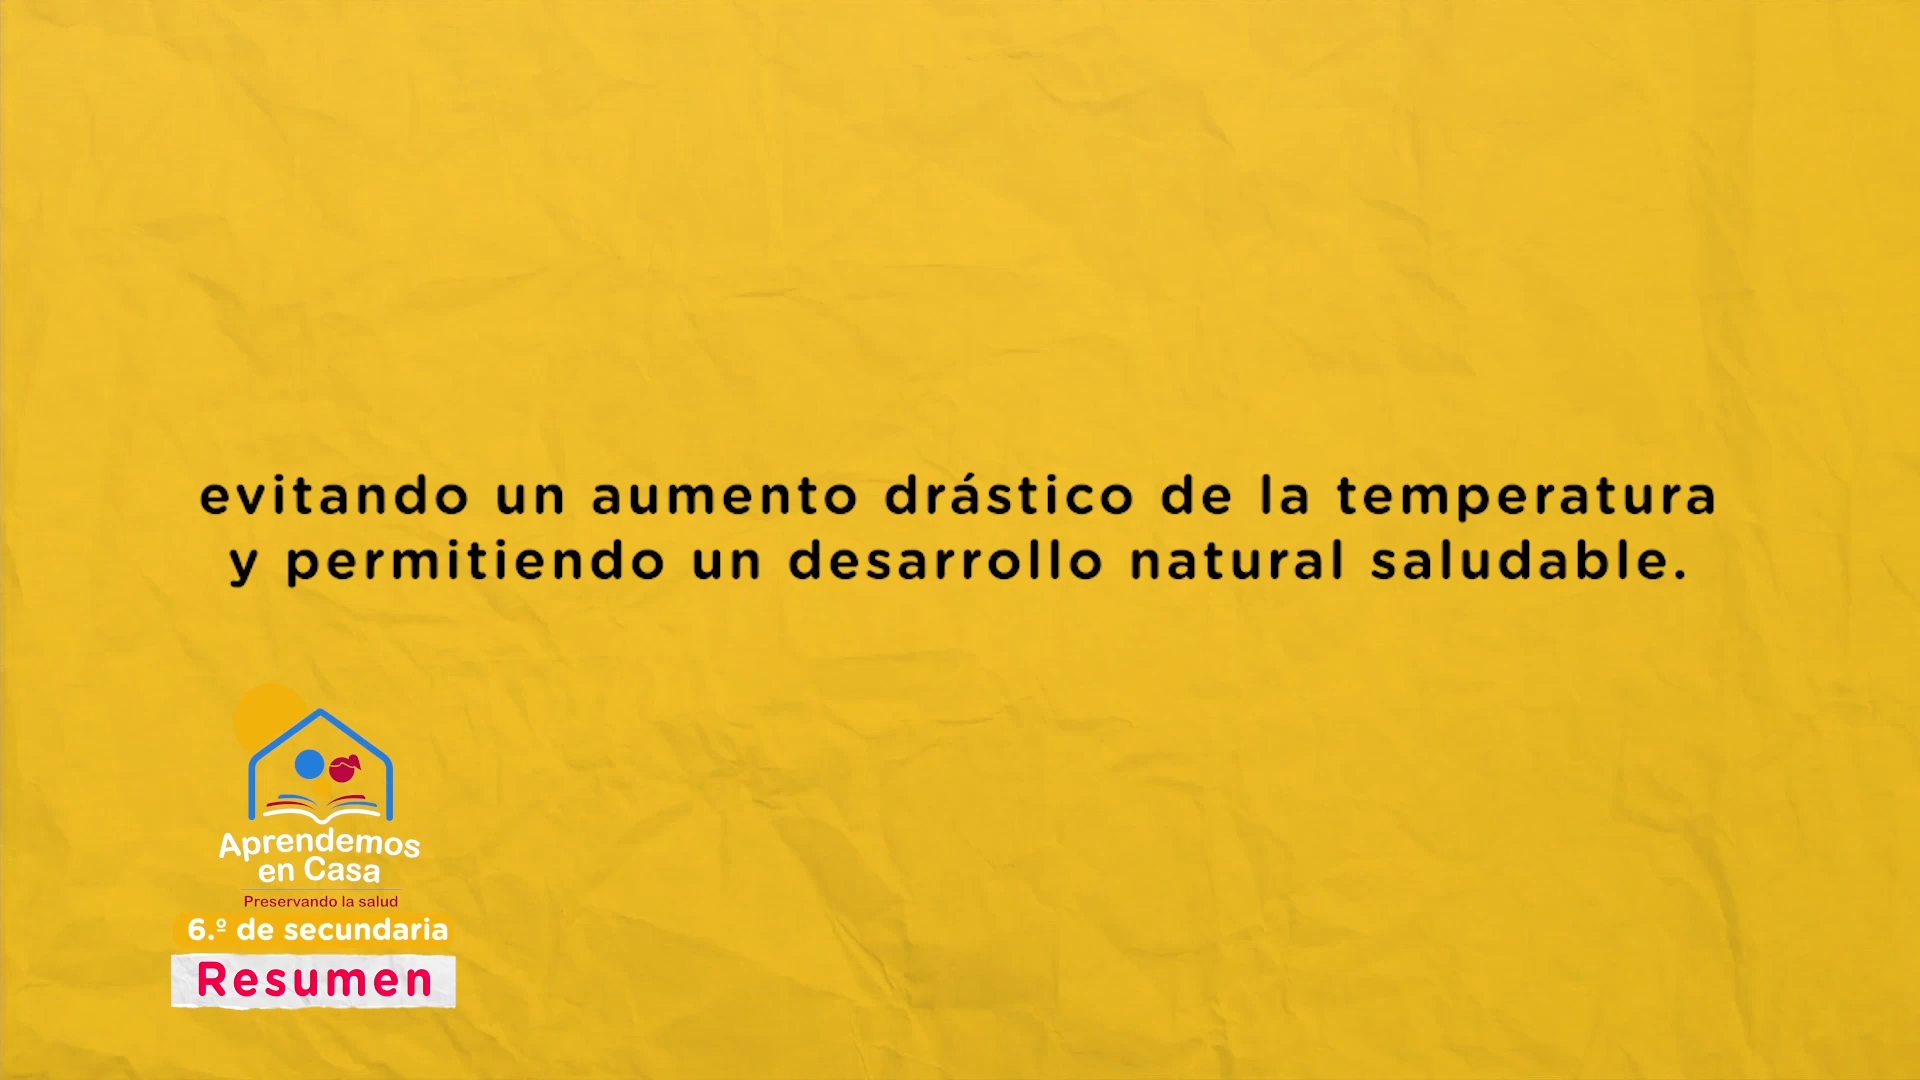 evitando un aumento drástico de la temperatura
y permitiendo un desarrollo natural saludable.
Aprendemos
en Casa
Preservando la salud
6.º de secundaria
Resumen